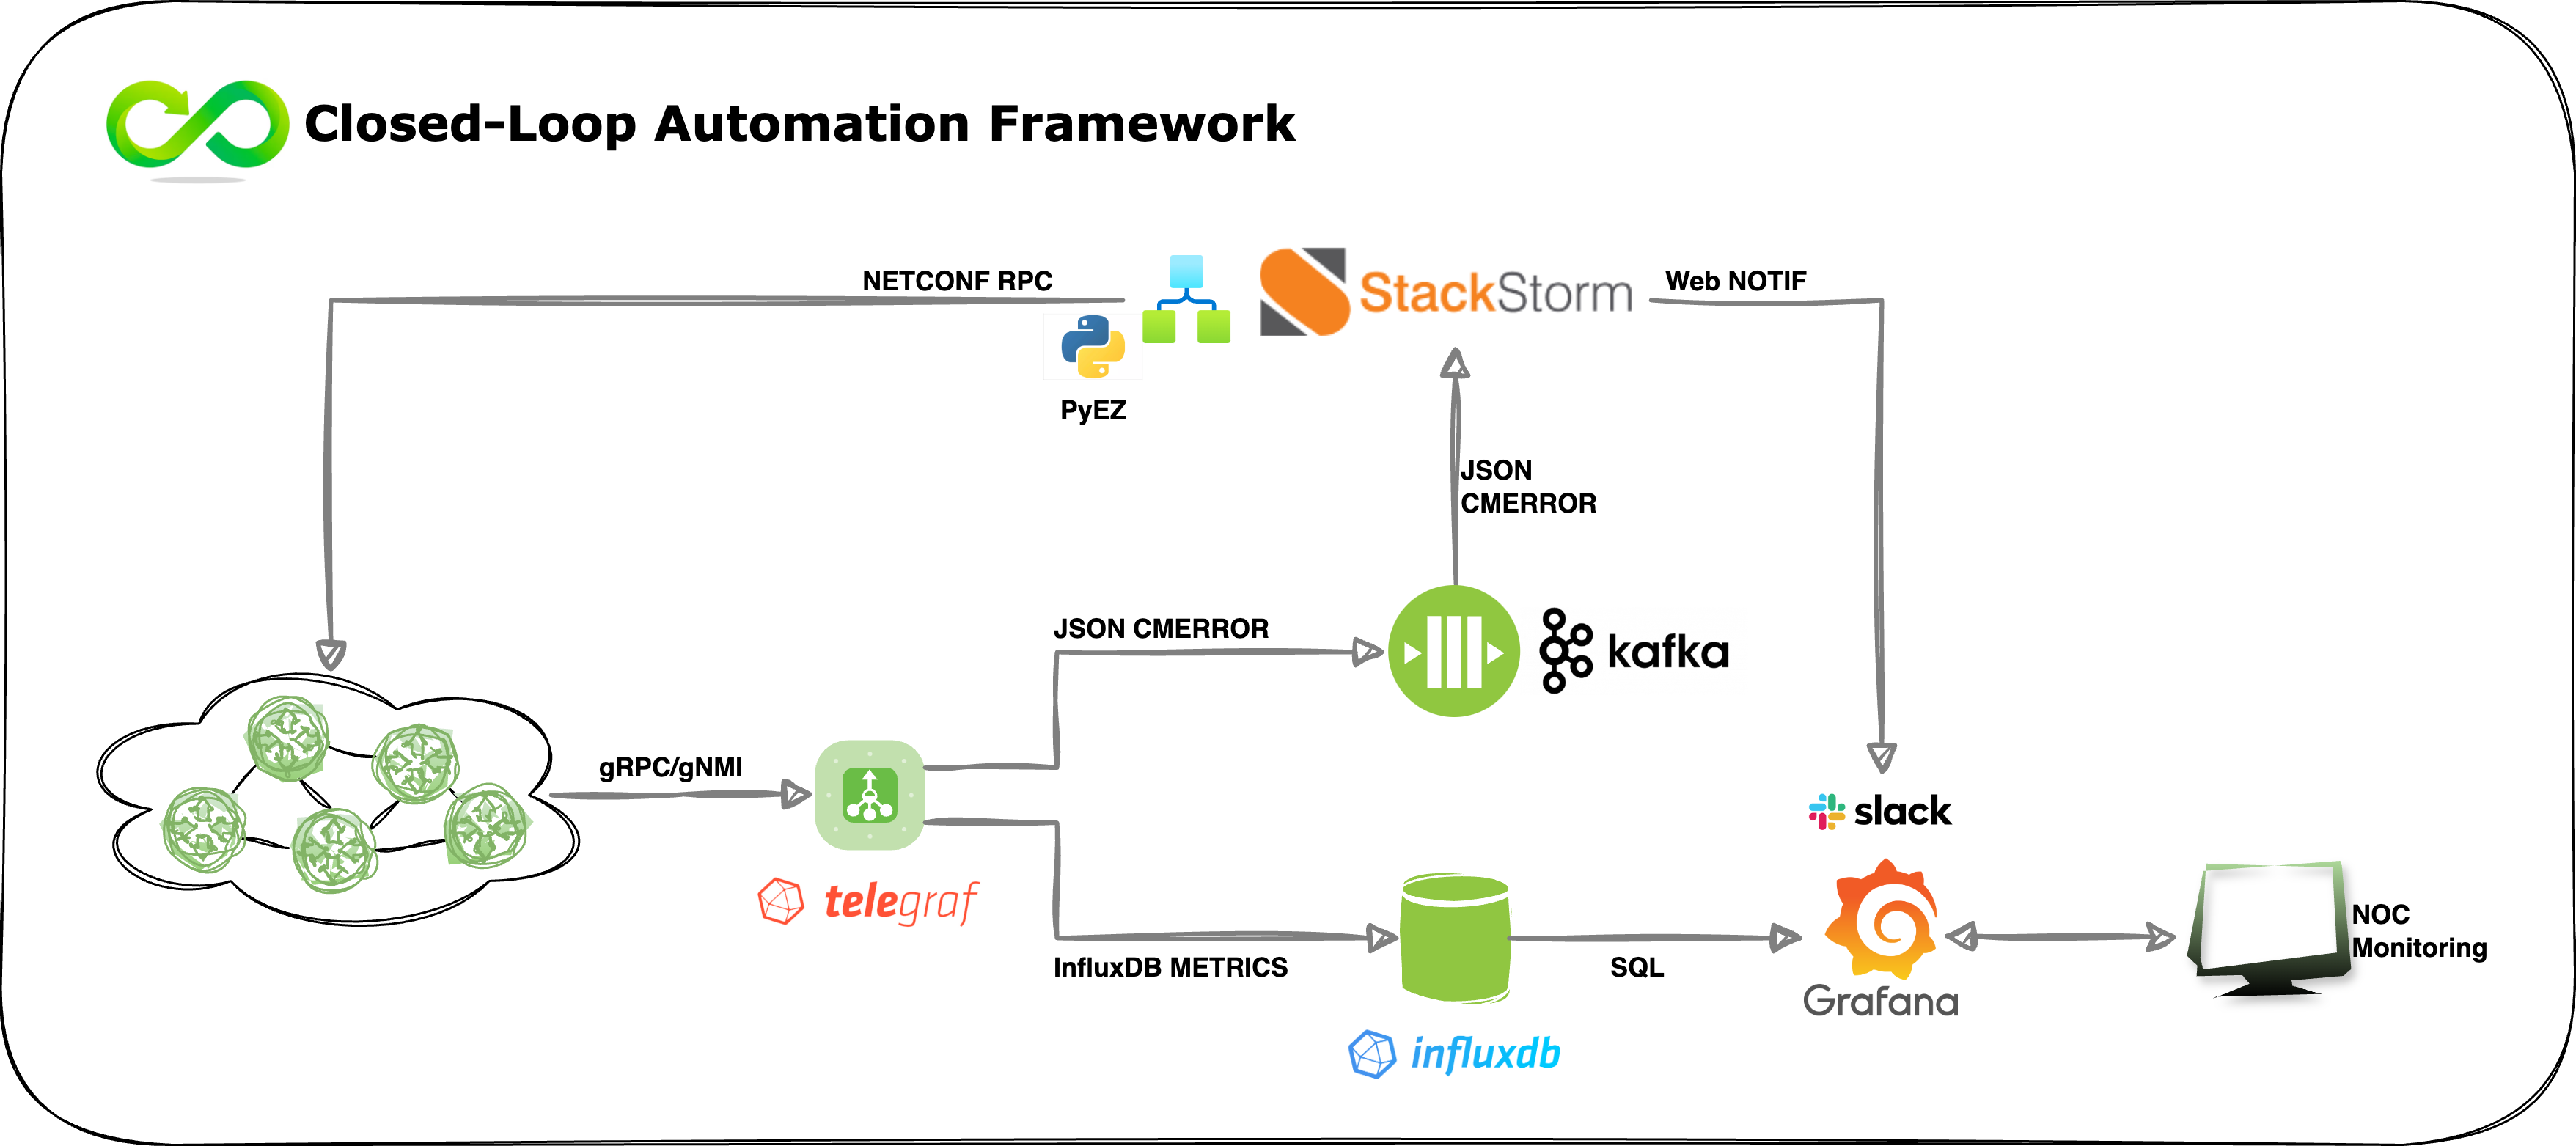 Closed-Loop Automation Framework
NETCONF RPC
StackStorm
Web NOTIF
PyEZ
JSON
CMERROR
JSON CMERROR
kafka
gRPC/gNMI
slack
telegraf
NOC
Monitoring
InfluxDB METRICS
SQL
Grafana
influxdb